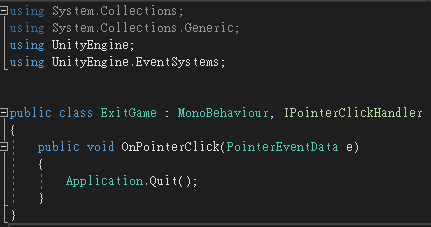 using System.Collections;
using System.Collections.Generic;
using UnityEngine;
using UnityEngine.EventSystems;
public class ExitGame : MonoBehaviour, IPointerClickHandler
{
    public void OnPointerClick(PointerEventData e)
    {
        Application.Quit();
    }
}